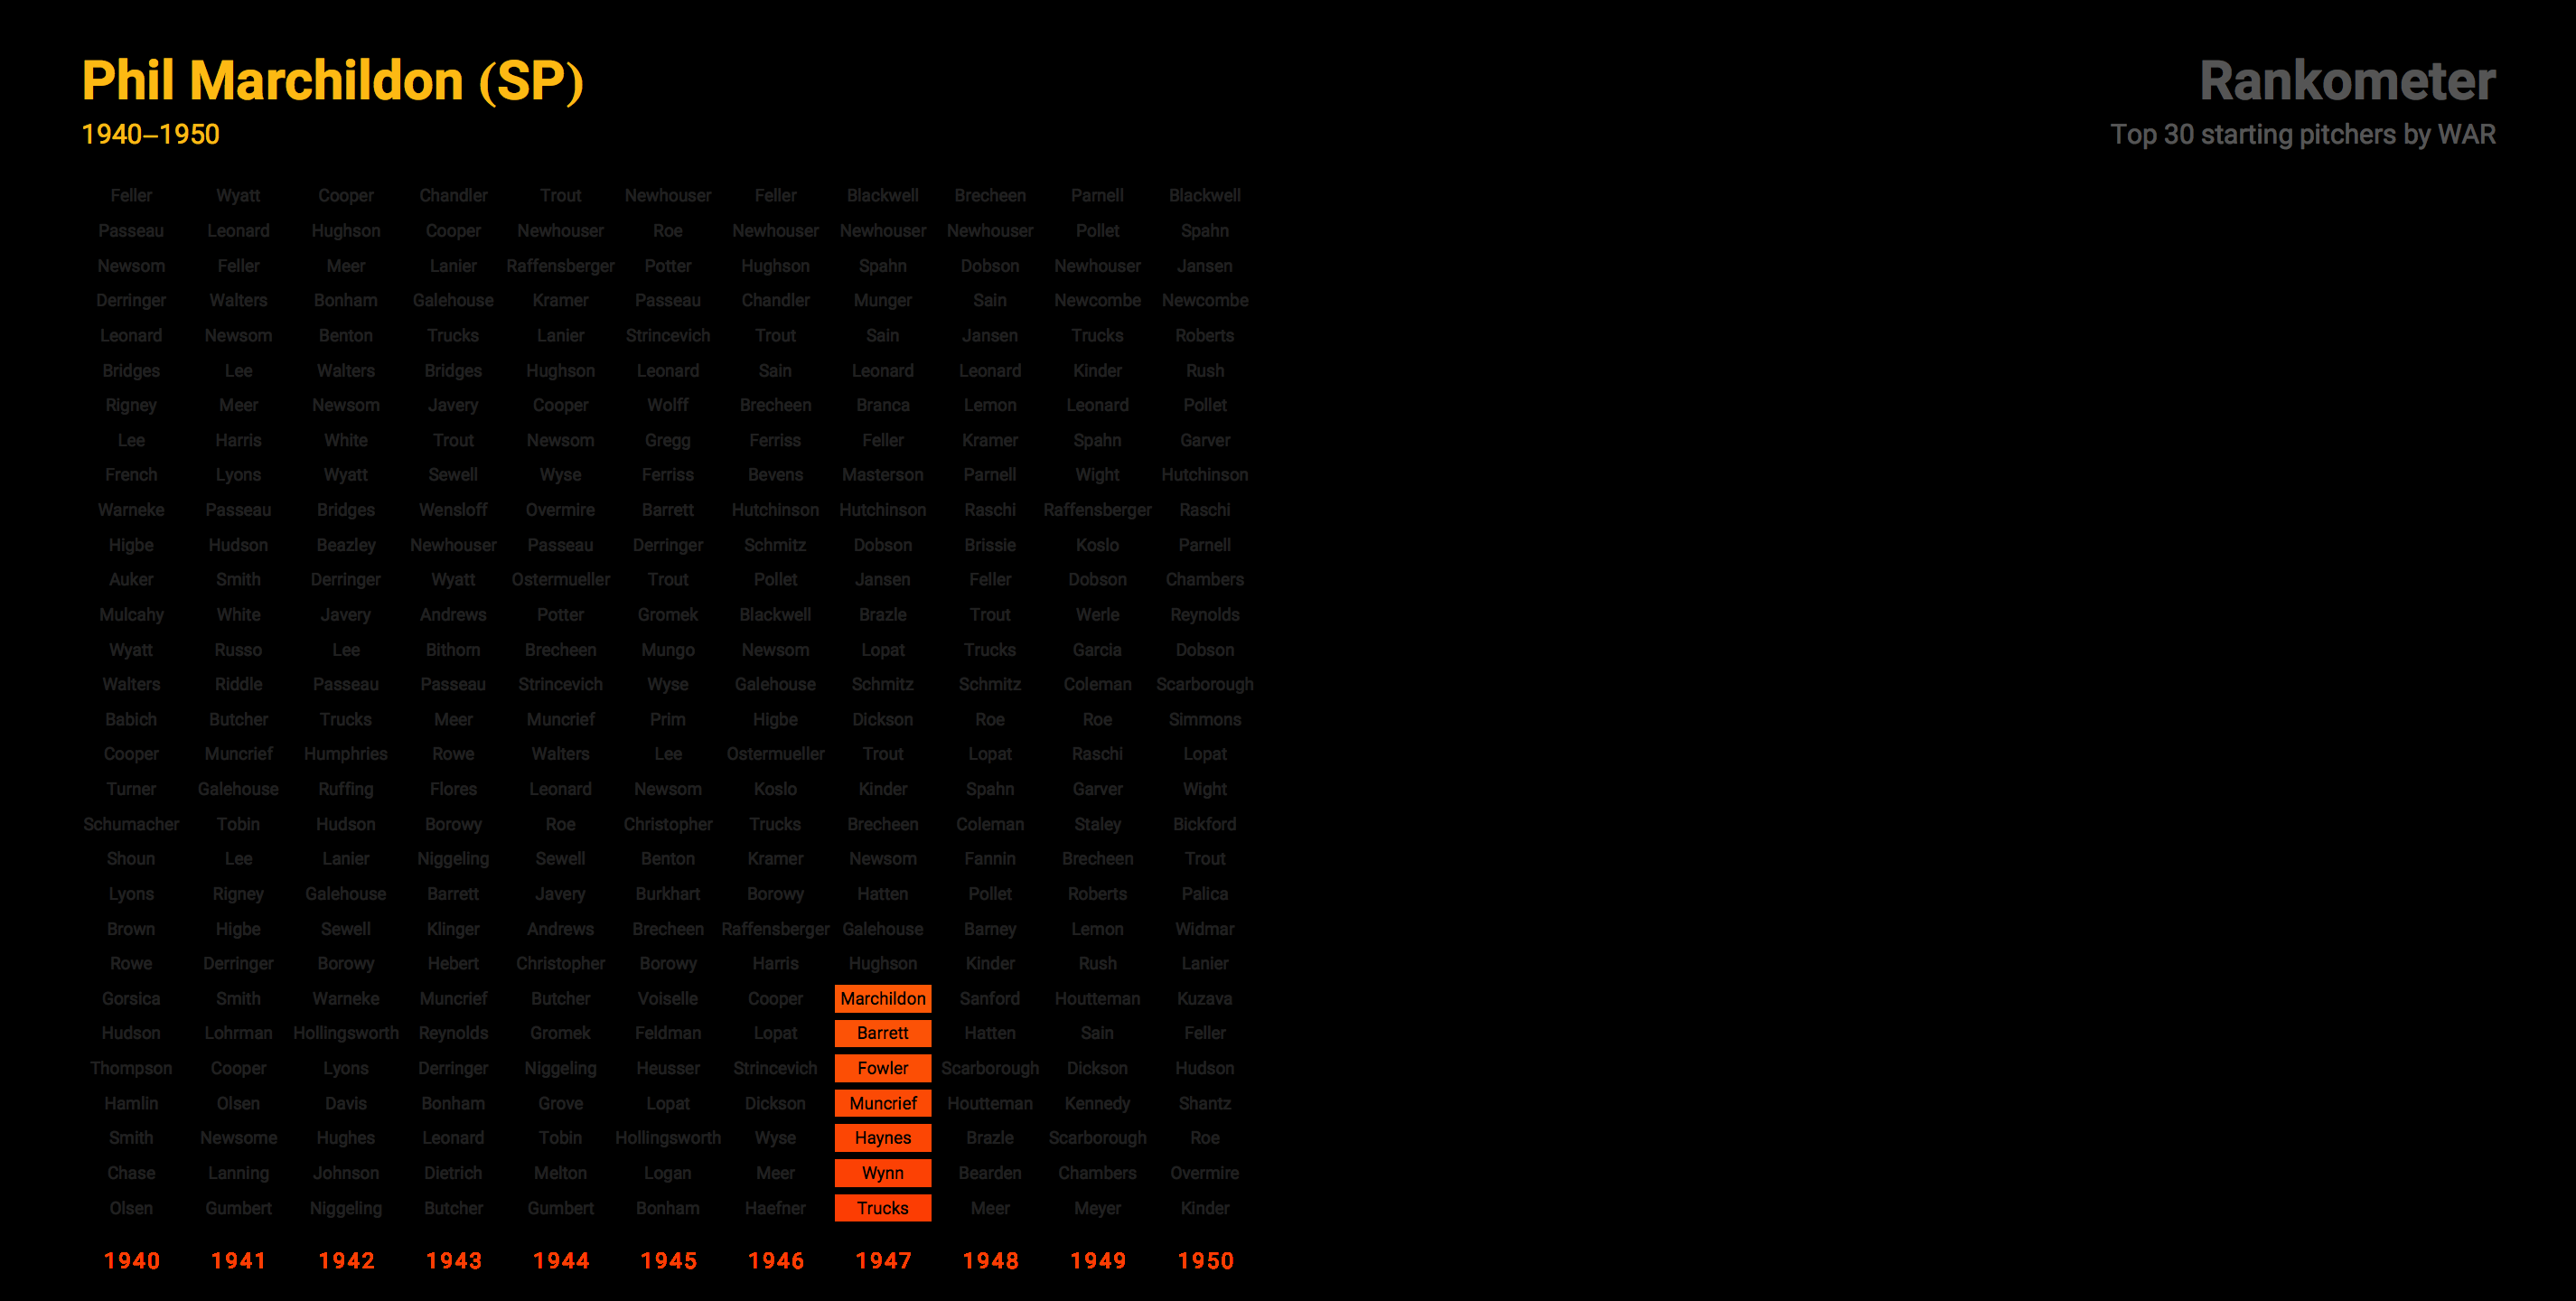 Phil Marchildon (SP)
1940–1950
Rankometer
Top 30 starting pitchers by WAR
Feller Wyatt Cooper Chandler Trout Newhouser Feller Blackwell Brecheen Parnell Blackwell
Passeau Leonard Hughson Cooper Newhouser Roe Newhouser Newhouser Newhouser Pollet Spahn
Newsom Feller Meer Lanier Raffensberger Potter Hughson Spahn Dobson Newhouser Jansen
Derringer Walters Bonham Galehouse Kramer Passeau Chandler Munger Sain Newcombe Newcombe
Leonard Newsom Benton Trucks Lanier Strincevich Trout Sain Jansen Trucks Roberts
Bridges Lee Walters Bridges Hughson Leonard Sain Leonard Leonard Kinder Rush
Rigney Meer Newsom Javery Cooper Wolff Brecheen Branca Lemon Leonard Pollet
Lee Harris White Trout Newsom Gregg Ferriss Feller Kramer Spahn Garver
French Lyons Wyatt Sewell Wyse Ferriss Bevens Masterson Parnell Wight Hutchinson
Warneke Passeau Bridges Wensloff Overmire Barrett Hutchinson Hutchinson Raschi Raffensberger Raschi
Higbe Hudson Beazley Newhouser Passeau Derringer Schmitz Dobson Brissie Koslo Parnell
Auker Smith Derringer Wyatt Ostermueller Trout Pollet Jansen Feller Dobson Chambers
Mulcahy White Javery Andrews Potter Gromek Blackwell Brazle Trout Werle Reynolds
Wyatt Russo Lee Bithorn Brecheen Mungo Newsom Lopat Trucks Garcia Dobson
Walters Riddle Passeau Passeau Strincevich Wyse Galehouse Schmitz Schmitz Coleman Scarborough
Babich Butcher Trucks Meer Muncrief Prim Higbe Dickson Roe Roe Simmons
Cooper Muncrief Humphries Rowe Walters Lee Ostermueller Trout Lopat Raschi Lopat
Turner Galehouse Ruffing Flores Leonard Newsom Koslo Kinder Spahn Garver Wight
Schumacher Tobin Hudson Borowy Roe Christopher Trucks Brecheen Coleman Staley Bickford
Shoun Lee Lanier Niggeling Sewell Benton Kramer Newsom Fannin Brecheen Trout
Lyons Rigney Galehouse Barrett Javery Burkhart Borowy Hatten Pollet Roberts Palica
Brown Higbe Sewell Klinger Andrews Brecheen Raffensberger Galehouse Barney Lemon Widmar
Rowe Derringer Borowy Hebert Christopher Borowy Harris Hughson Kinder Rush Lanier
Gorsica Smith Warneke Muncrief Butcher Voiselle Cooper Marchildon Sanford Houtteman Kuzava
Hudson Lohrman Hollingsworth Reynolds Gromek Feldman Lopat Barrett Hatten Sain Feller
Thompson Cooper Lyons Derringer Niggeling Heusser Strincevich Fowler Scarborough Dickson Hudson
Hamlin Olsen Davis Bonham Grove Lopat Dickson Muncrief Houtteman Kennedy Shantz
Smith Newsome Hughes Leonard Tobin Hollingsworth Wyse Haynes Brazle Scarborough Roe
Chase Lanning Johnson Dietrich Melton Logan Meer Wynn Bearden Chambers Overmire
Olsen Gumbert Niggeling Butcher Gumbert Bonham Haefner Trucks Meer Meyer Kinder
1940 1941 1942 1943 1944 1945 1946 1947 1948 1949 1950